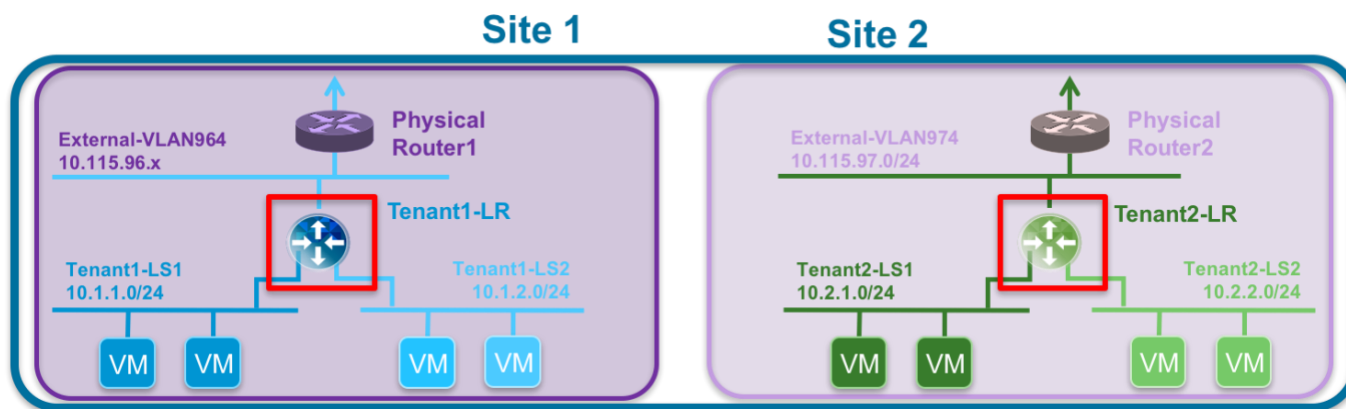 Site 1
Site 2
External-VLAN964
10.115.96.x
Physical
Router1
Tenant1-LR
Tenant1-LS1
10.1.1.0/24
Tenant1-LS2
10.1.2.0/24
VM
VM
VM
VM
External-VLAN974
10.115.97.0/24
Physical
Router2
Tenant2-LR
Tenant2-LS1
10.2.1.0/24
Tenant2-LS2
10.2.2.0/24
VM
VM
VM
VM